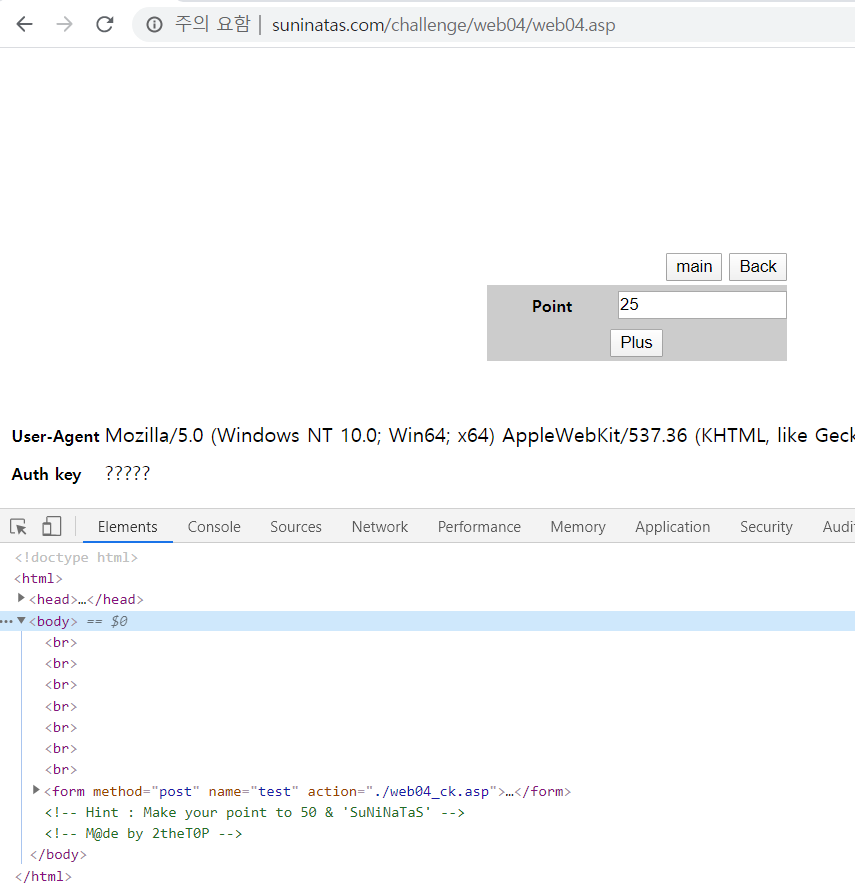 주의 요함 | suninatas.com/challenge/web04/web04.asp
main Back
Point 25
Plus
User-Agent Mozilla/5.0 (Windows NT 10.0; Win64; x64) AppleWebKit/537.36 (KHTML, like Geck
Auth key ?????
Elements Console Sources Network Performance Memory Application Security Audi
<!doctype html>
<html>
<head>…</head>
<body> == $0
<br>
<br>
<br>
<br>
<br>
<br>
<br>
<form method="post" name="test" action="./web04_ck.asp">…</form>
<!-- Hint : Make your point to 50 & 'SuNiNaTaS' -->
<!-- M@de by 2theT0P -->
</body>
</html>